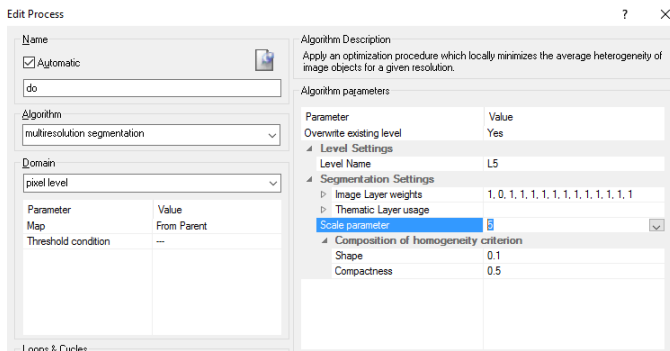 Edit Process ? X
Name
Automatic
do
Algorithm
multiresolution segmentation
Domain
pixel level
Parameter Value
Map From Parent
Threshold condition ---
Loops & Cycles
Algorithm Description
Apply an optimization procedure which locally minimizes the average heterogeneity of
image objects for a given resolution.
Algorithm parameters
Parameter Value
Overwrite existing level Yes
Level Settings
Level Name L5
Segmentation Settings
Image Layer weights 1, 0, 1, 1, 1, 1, 1, 1, 1, 1, 1, 1, 1, 1
Thematic Layer usage
Scale parameter 5
Composition of homogeneity criterion
Shape 0.1
Compactness 0.5